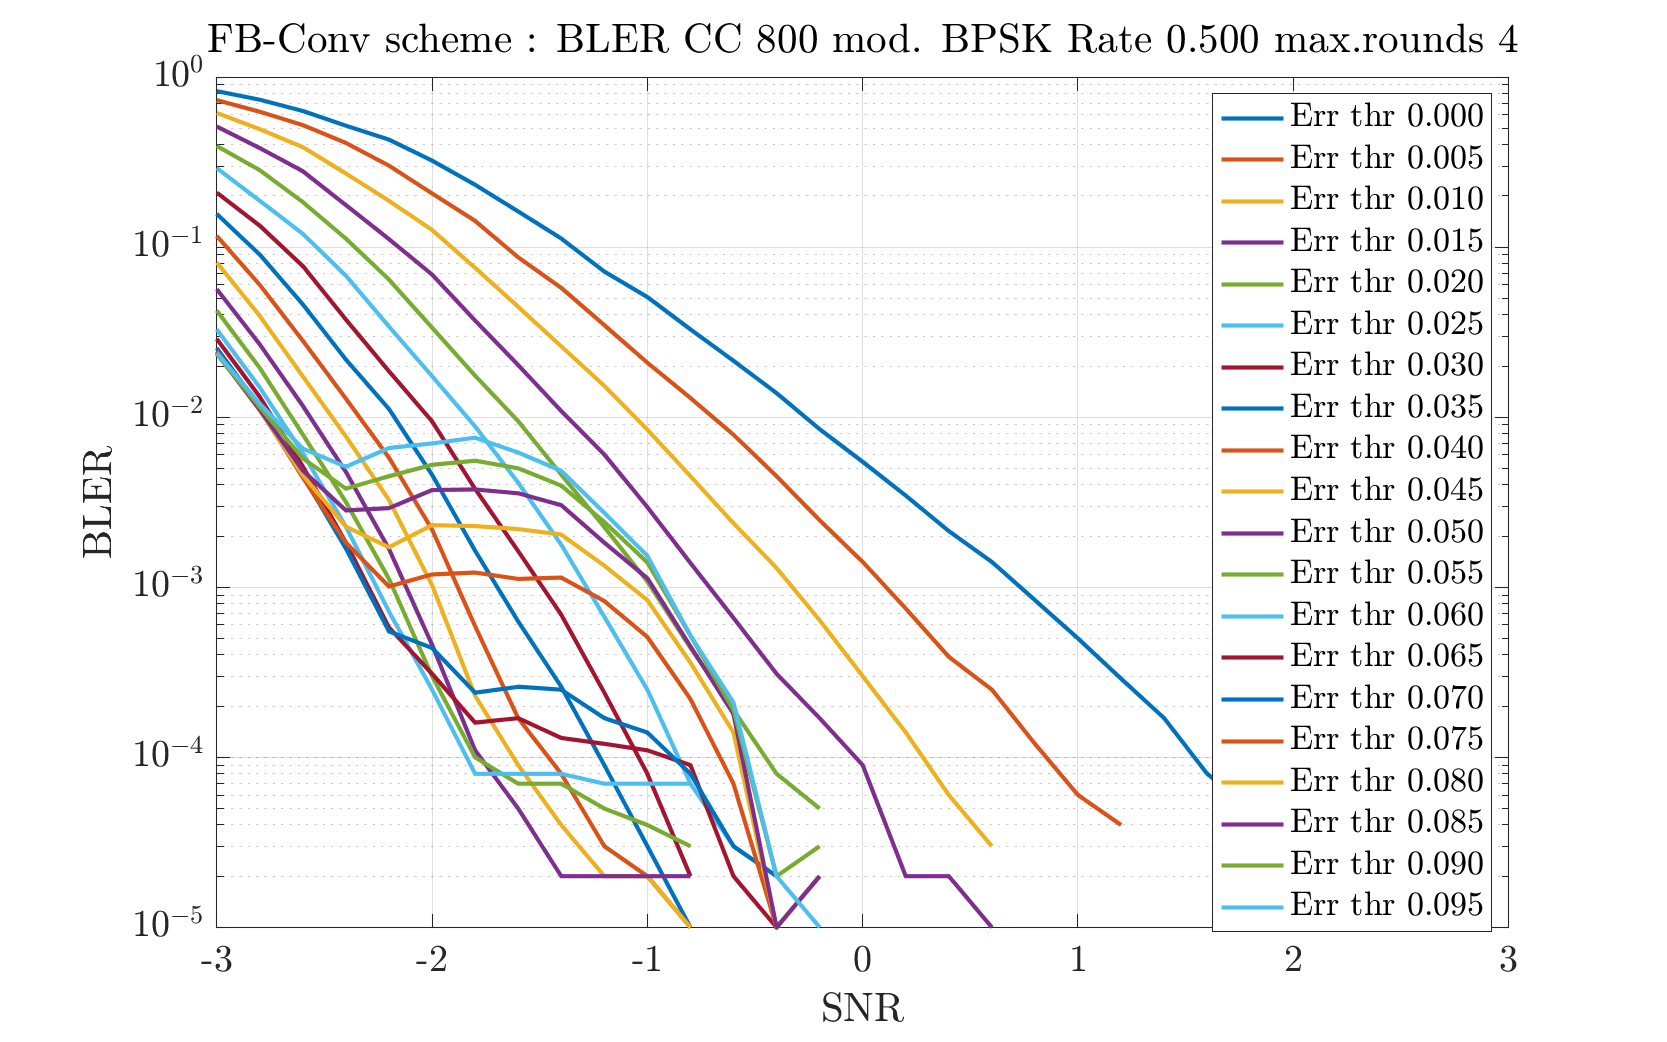 FB-Conv scheme : BLER CC 800 mod. BPSK Rate 0.500 max.rounds 4
BLER
10^0
10^−1
10^−2
10^−3
10^−4
10^−5
Err thr 0.000
Err thr 0.005
Err thr 0.010
Err thr 0.015
Err thr 0.020
Err thr 0.025
Err thr 0.030
Err thr 0.035
Err thr 0.040
Err thr 0.045
Err thr 0.050
Err thr 0.055
Err thr 0.060
Err thr 0.065
Err thr 0.070
Err thr 0.075
Err thr 0.080
Err thr 0.085
Err thr 0.090
Err thr 0.095
-3 -2 -1 0 1 2 3
SNR